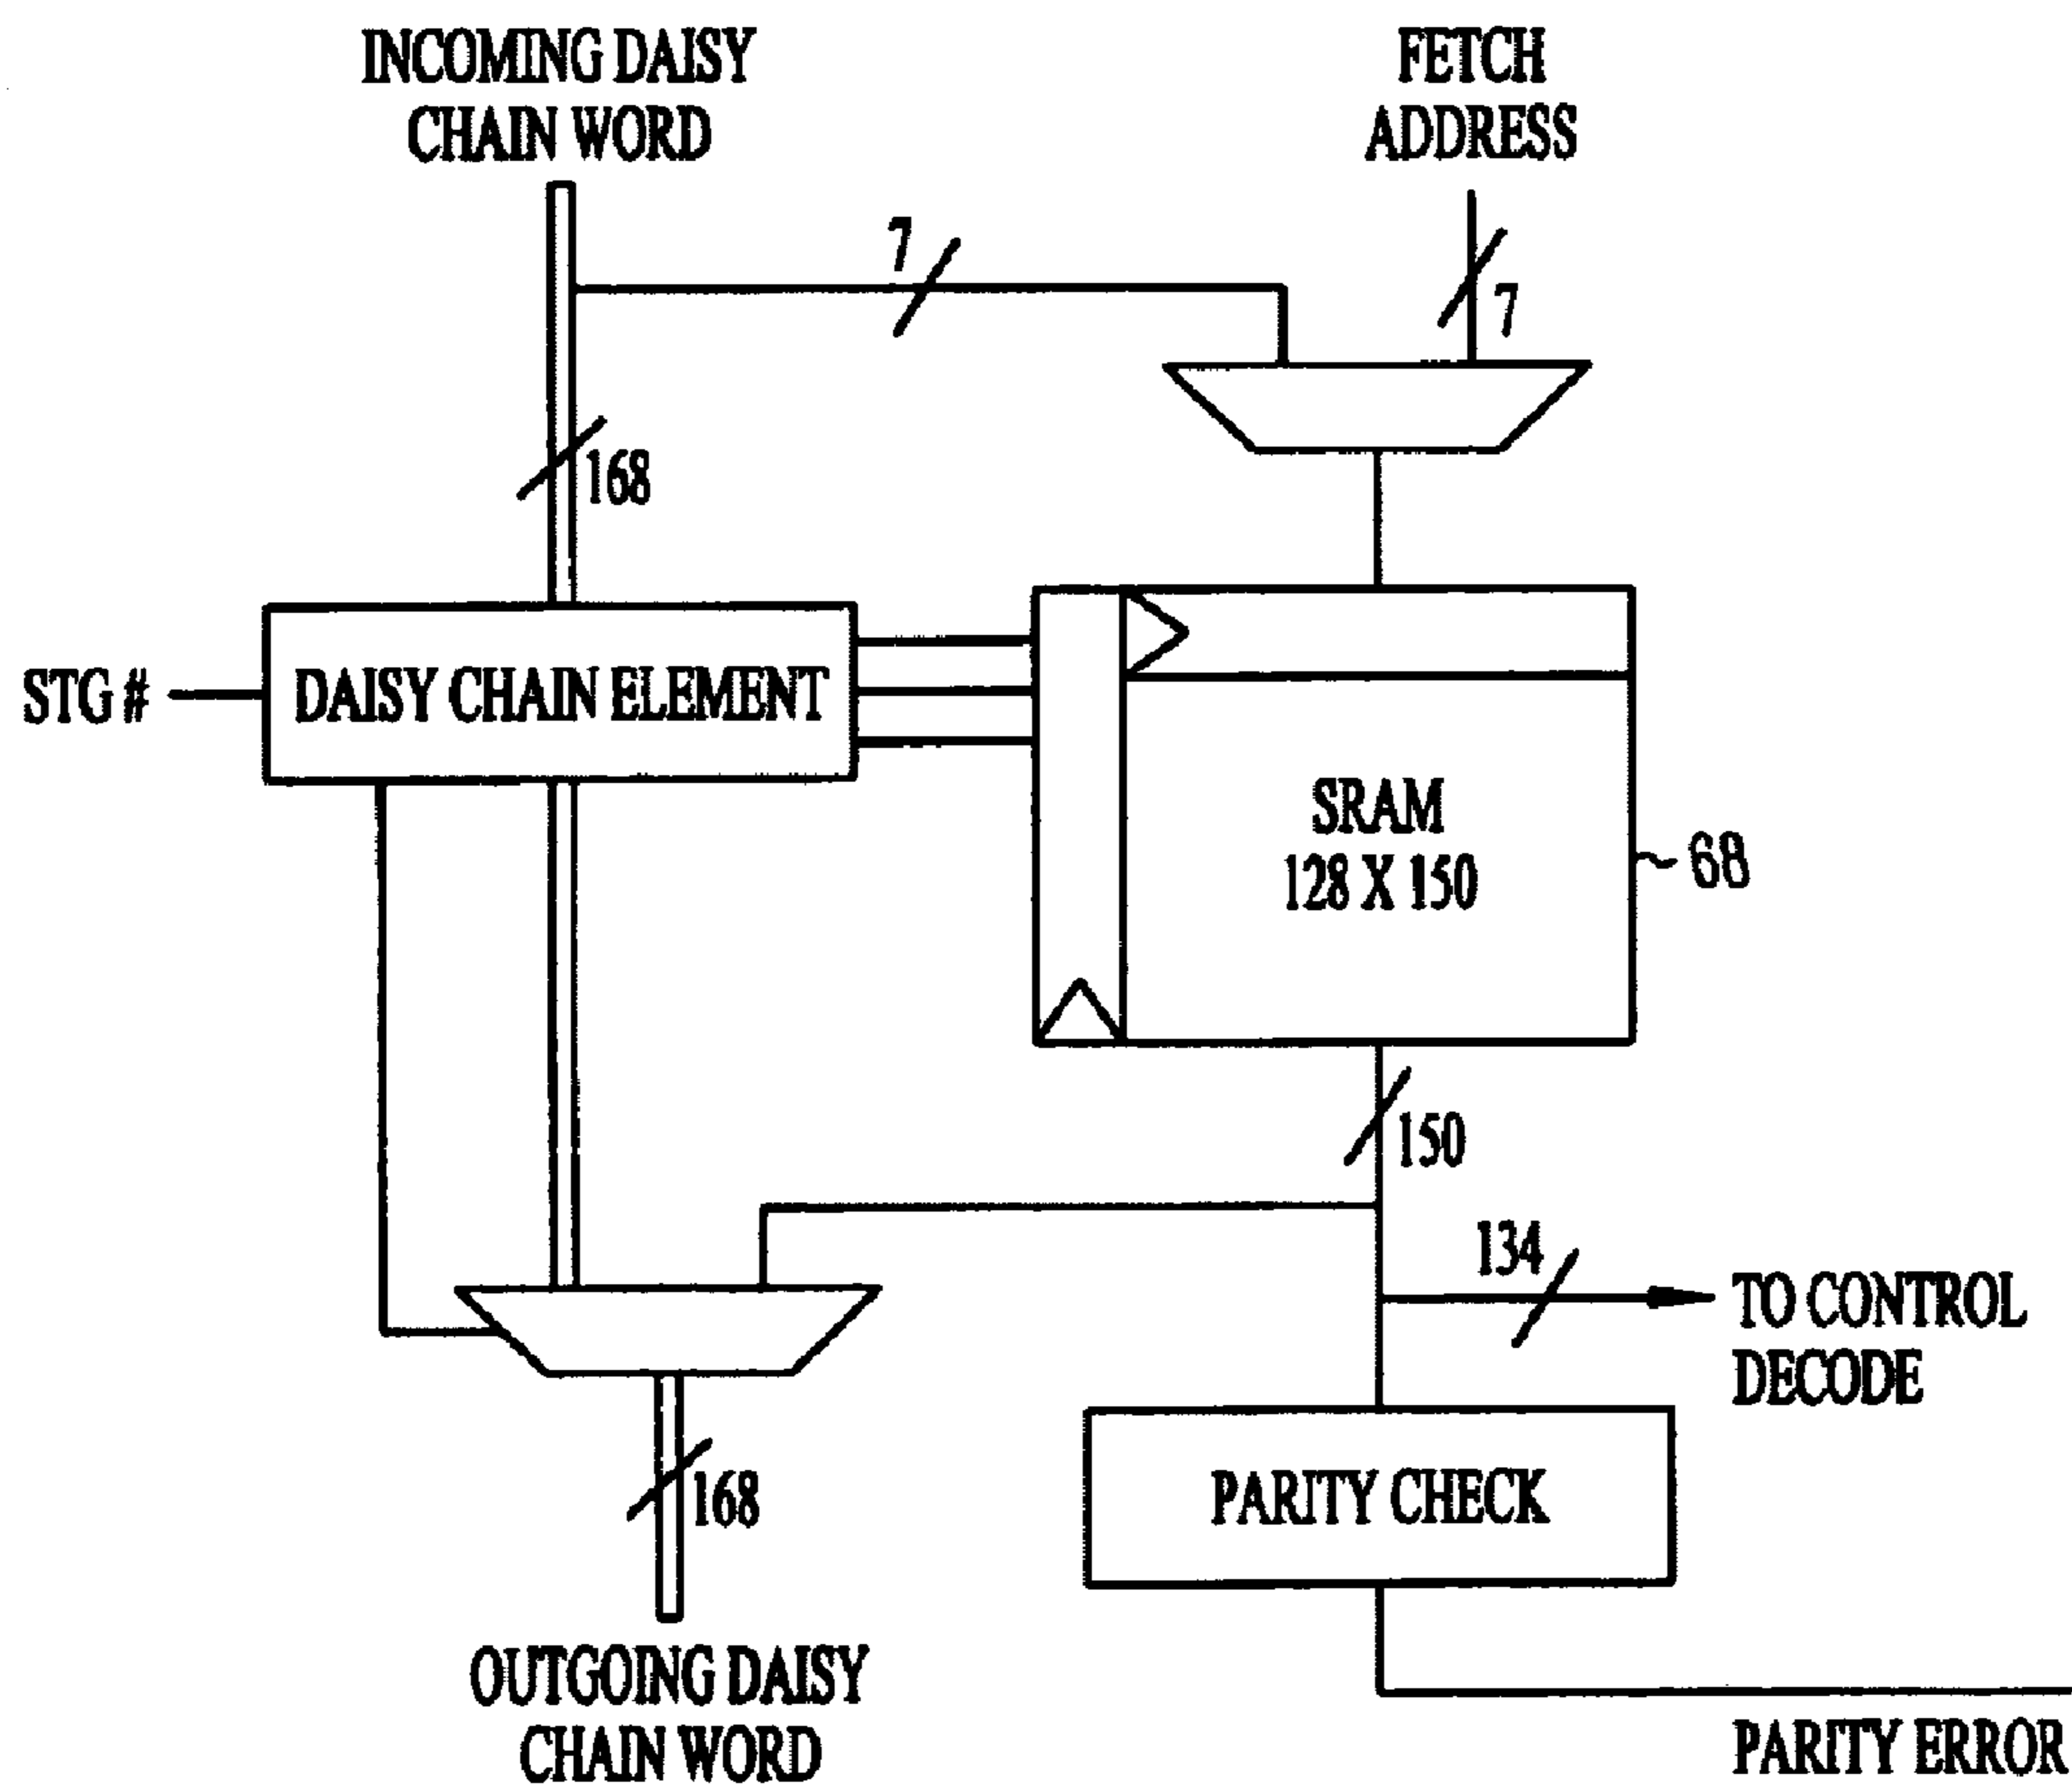 INCOMING DAISY
CHAIN WORD
FETCH
ADDRESS
7
7
168
STG #
DAISY CHAIN ELEMENT
SRAM
128 X 150
68
150
134
TO CONTROL
DECODE
168
PARITY CHECK
OUTGOING DAISY
CHAIN WORD
PARITY ERROR